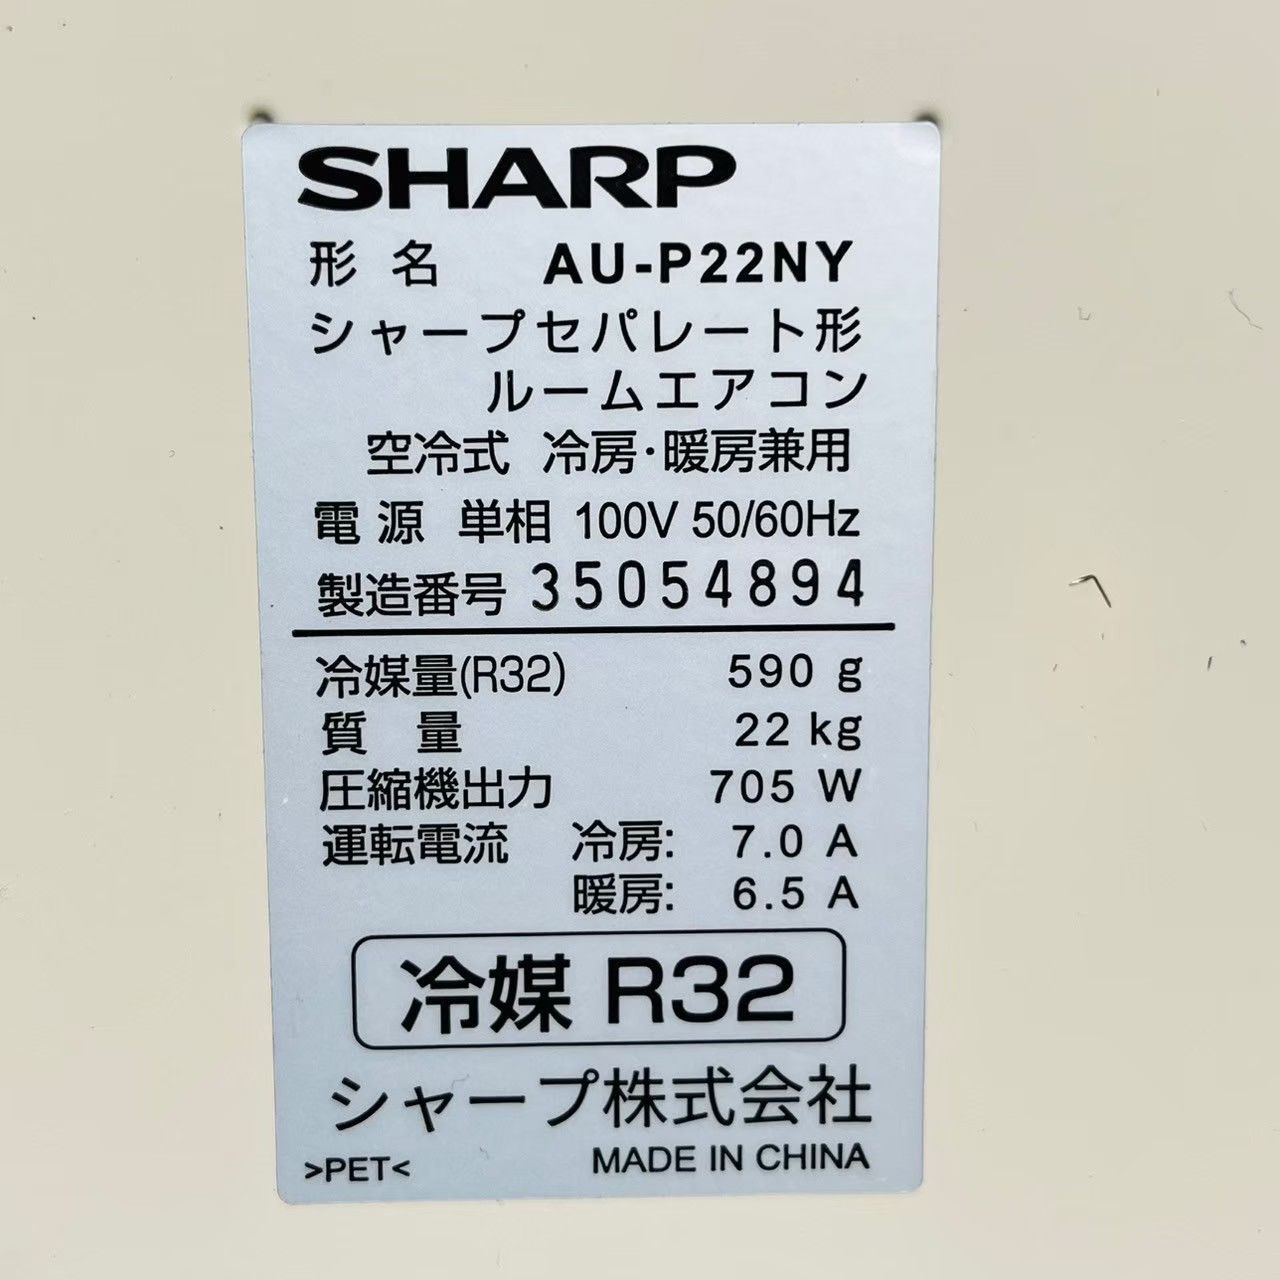 SHARP
形名 AU-P22NY
シャープセパレート形
ルームエアコン
空冷式 冷房・暖房兼用
電源 単相 100V 50/60Hz
製造番号 35054894
冷媒量(R32) 590 g
質量 22 kg
圧縮機出力 705 W
運転電流 冷房: 7.0 A
暖房: 6.5 A
冷媒 R32
シャープ株式会社
>PET< MADE IN CHINA